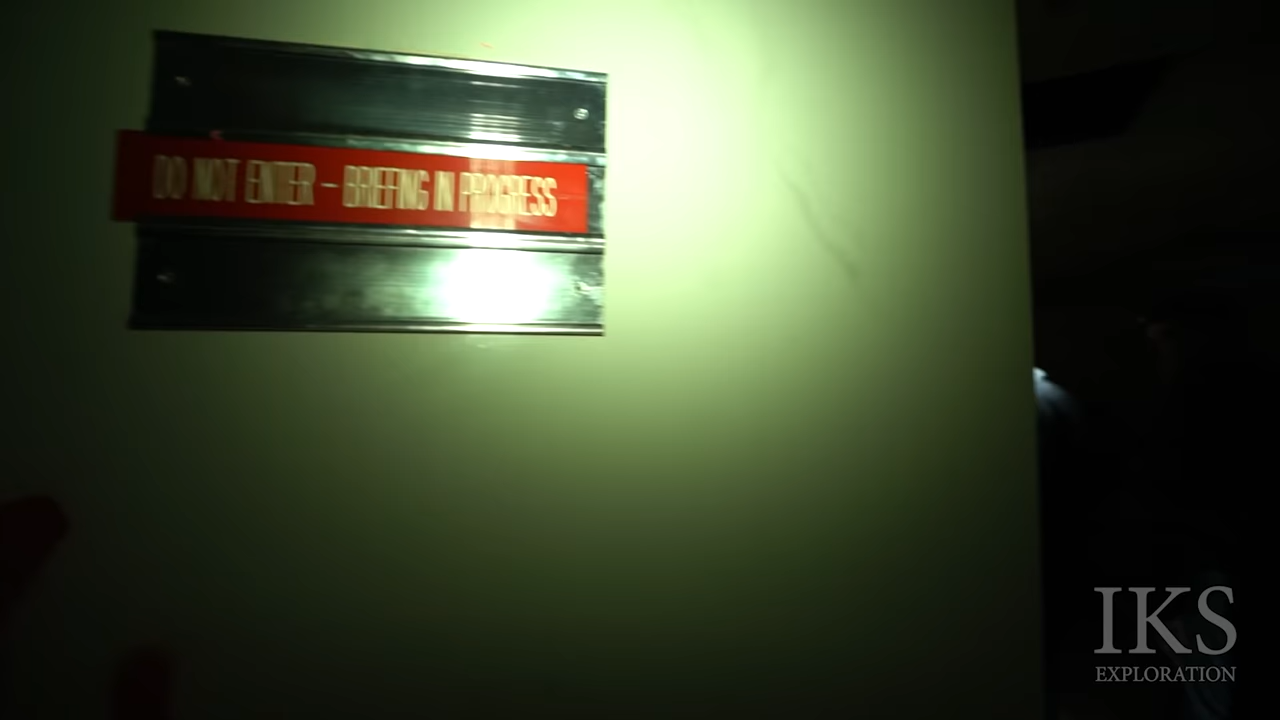 DO NOT ENTER – BRIEFING IN PROGRESS
IKS
EXPLORATION